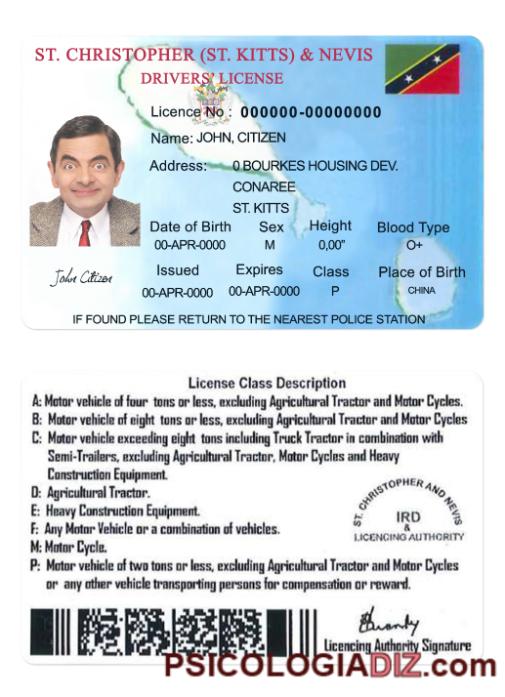 ST. CHRISTOPHER (ST. KITTS) & NEVIS
DRIVERS' LICENSE
Licence No : 000000-00000000
Name: JOHN, CITIZEN
Address: 0 BOURKES HOUSING DEV.
CONAREE
ST. KITTS
Date of Birth Sex Height Blood Type
00-APR-0000 M 0,00" O+
Issued Expires Class Place of Birth
00-APR-0000 00-APR-0000 P CHINA
John Citizen
IF FOUND PLEASE RETURN TO THE NEAREST POLICE STATION
License Class Description
A: Motor vehicle of four tons or less, excluding Agricultural Tractor and Motor Cycles.
B: Motor vehicle of eight tons or less, excluding Agricultural Tractor and Motor Cycles
C: Motor vehicle exceeding eight tons including Truck Tractor in combination with
Semi-Trailers, excluding Agricultural Tractor, Motor Cycles and Heavy
Construction Equipment.
D: Agricultural Tractor.
E: Heavy Construction Equipment.
F: Any Motor Vehicle or a combination of vehicles.
M: Motor Cycle.
P: Motor vehicle of two tons or less, excluding Agricultural Tractor and Motor Cycles
or any other vehicle transporting persons for compensation or reward.
ST. CHRISTOPHER AND NEVIS
IRD
&
LICENCING AUTHORITY
Licencing Authority Signature
PSICOLOGIADIZ.com